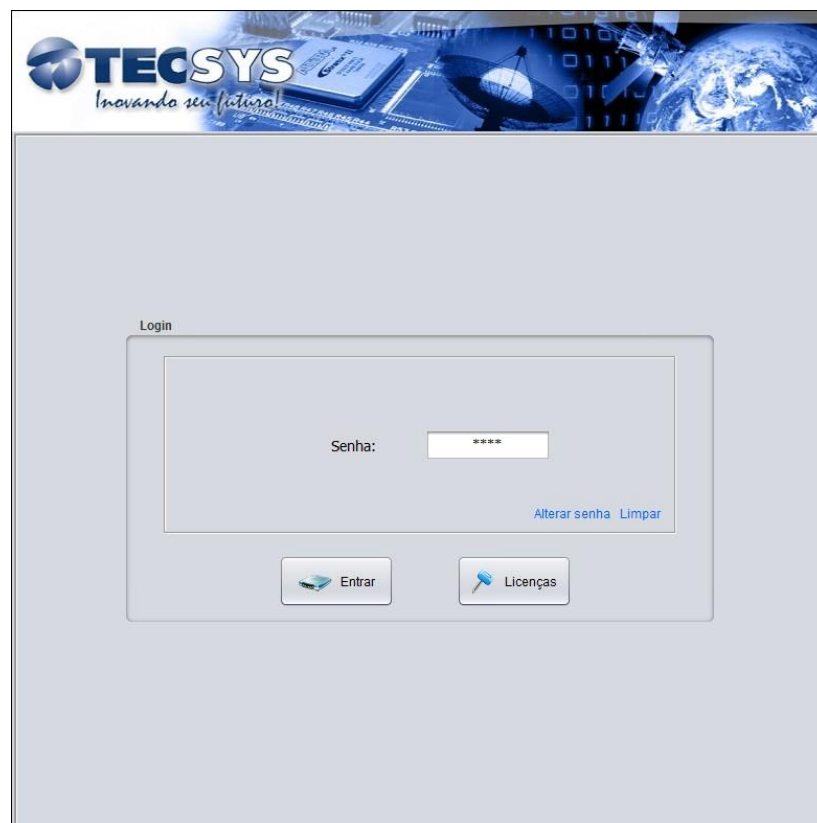 TECSYS
Inovando seu futuro!
Login
Senha: ****
Alterar senha Limpar
Entrar Licenças